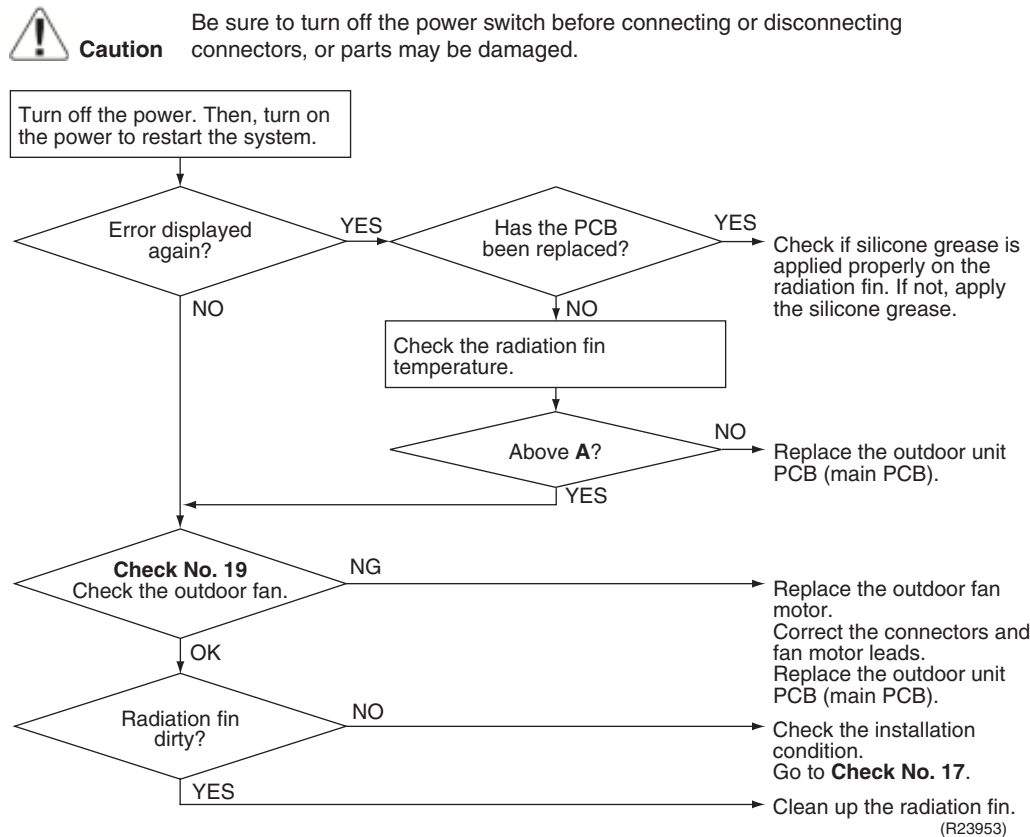 Be sure to turn off the power switch before connecting or disconnecting
Caution connectors, or parts may be damaged.
Turn off the power. Then, turn on
the power to restart the system.
Error displayed
again?
YES
Has the PCB
been replaced?
YES
Check if silicone grease is
applied properly on the
radiation fin. If not, apply
the silicone grease.
NO
NO
Check the radiation fin
temperature.
Above A?
NO
Replace the outdoor unit
PCB (main PCB).
YES
Check No. 19
Check the outdoor fan.
NG
Replace the outdoor fan
motor.
Correct the connectors and
fan motor leads.
Replace the outdoor unit
PCB (main PCB).
OK
Radiation fin
dirty?
NO
Check the installation
condition.
Go to Check No. 17.
YES
Clean up the radiation fin.
(R23953)